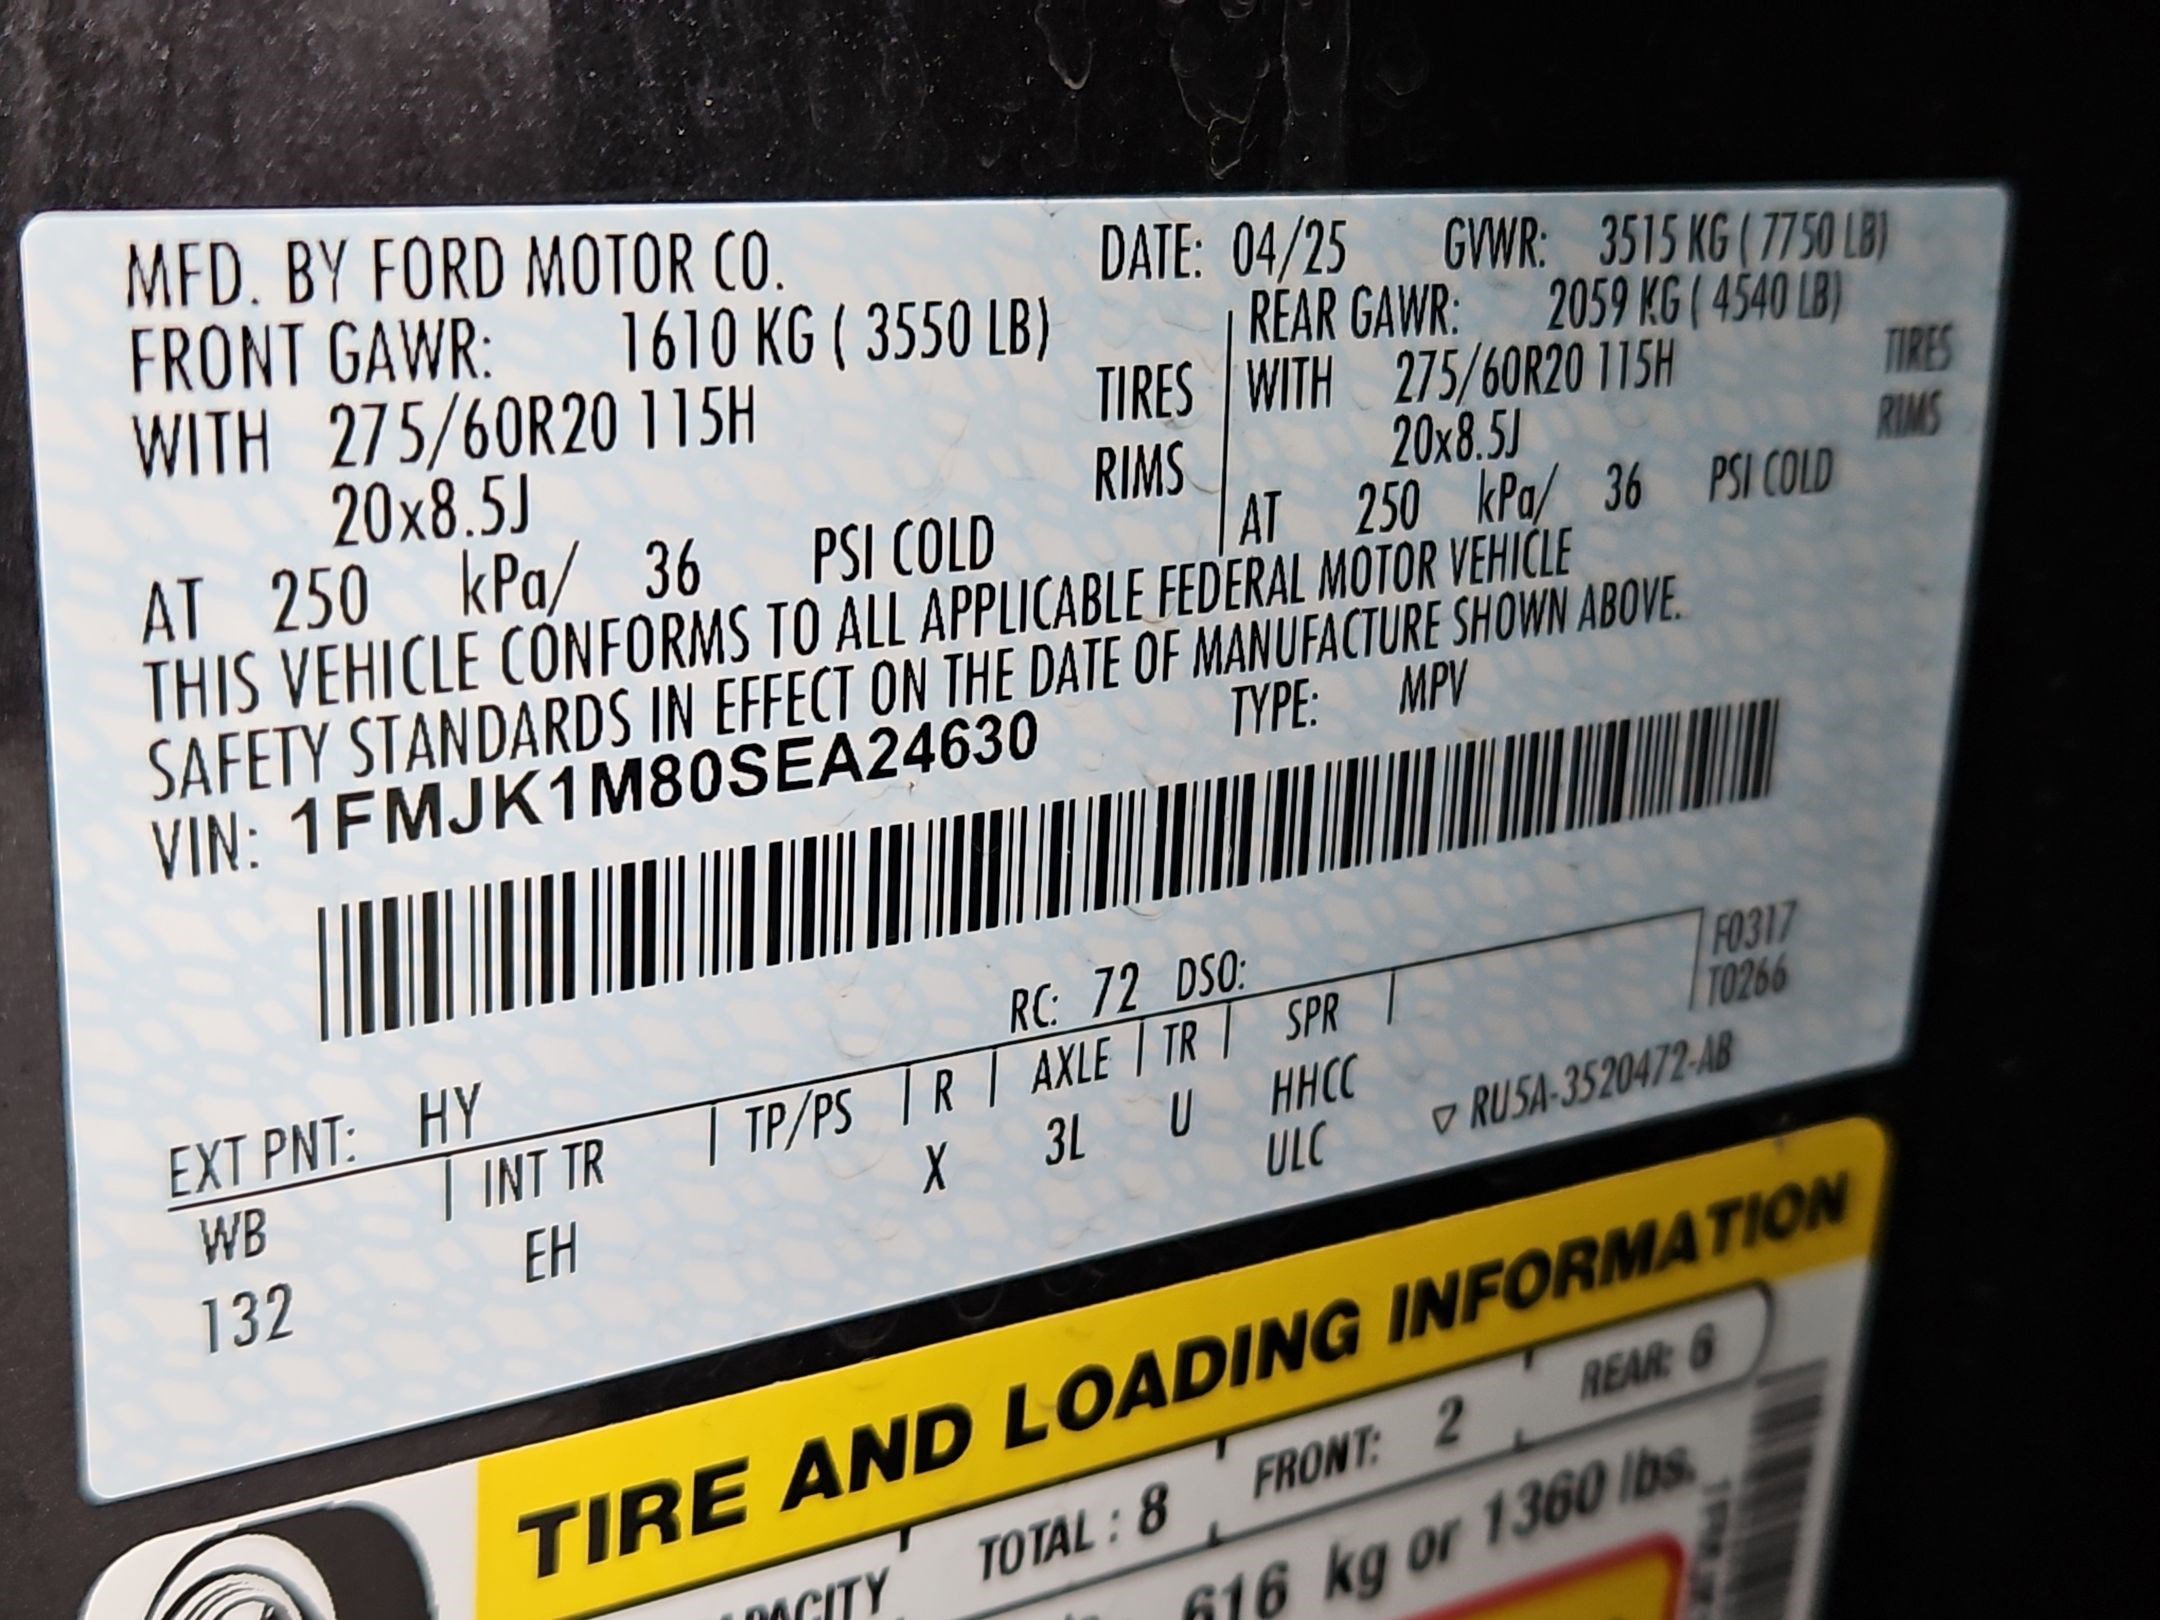 MFD. BY FORD MOTOR CO. DATE: 04/25 GVWR: 3515 KG ( 7750 LB)
FRONT GAWR: 1610 KG ( 3550 LB) REAR GAWR: 2059 KG ( 4540 LB)
WITH 275/60R20 115H TIRES WITH 275/60R20 115H TIRES
20x8.5J RIMS 20x8.5J RIMS
AT 250 kPa/ 36 PSI COLD AT 250 kPa/ 36 PSI COLD
THIS VEHICLE CONFORMS TO ALL APPLICABLE FEDERAL MOTOR VEHICLE
SAFETY STANDARDS IN EFFECT ON THE DATE OF MANUFACTURE SHOWN ABOVE.
VIN: 1FMJK1M80SEA24630 TYPE: MPV
EXT PNT: HY RC: 72 DSO: F0317
WB INT TR TP/PS R AXLE TR SPR T0266
132 EH X 3L U HHCC RU5A-3520472-AB
ULC
TIRE AND LOADING INFORMATION
TOTAL : 8 FRONT: 2 REAR: 6
616 kg or 1360 lbs.